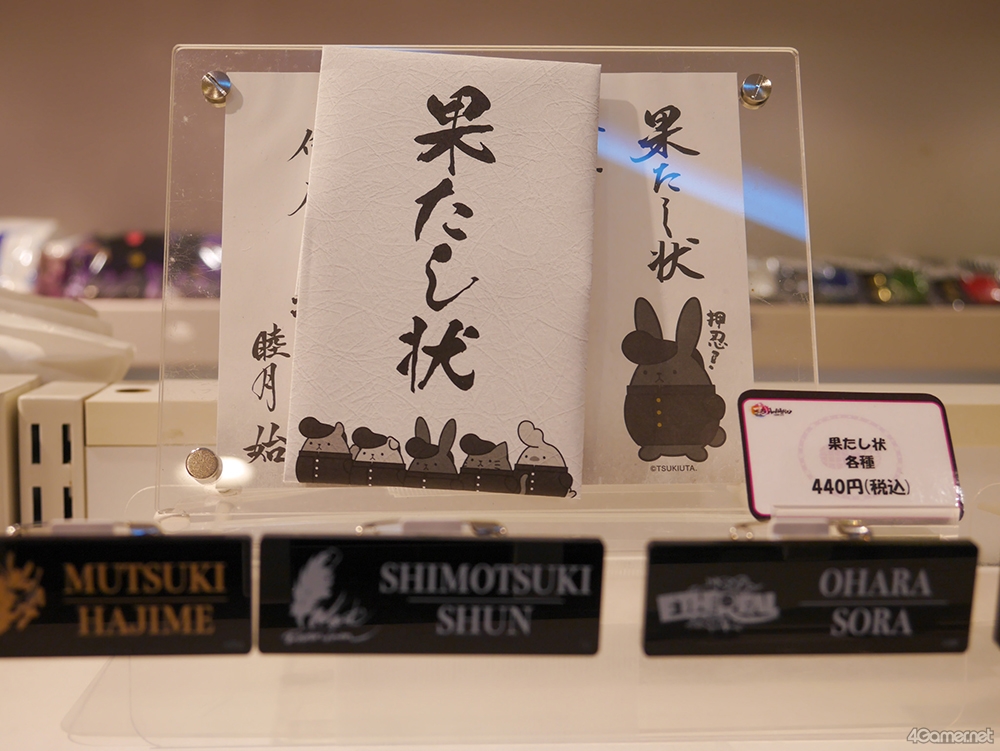 果たし状
果たし状
押忍?
睦月 始
©TSUKIUTA.
果たし状
各種
440円(税込)
MUTSUKI
HAJIME
SHIMOTSUKI
SHUN
OHARA
SORA
4Gamer.net